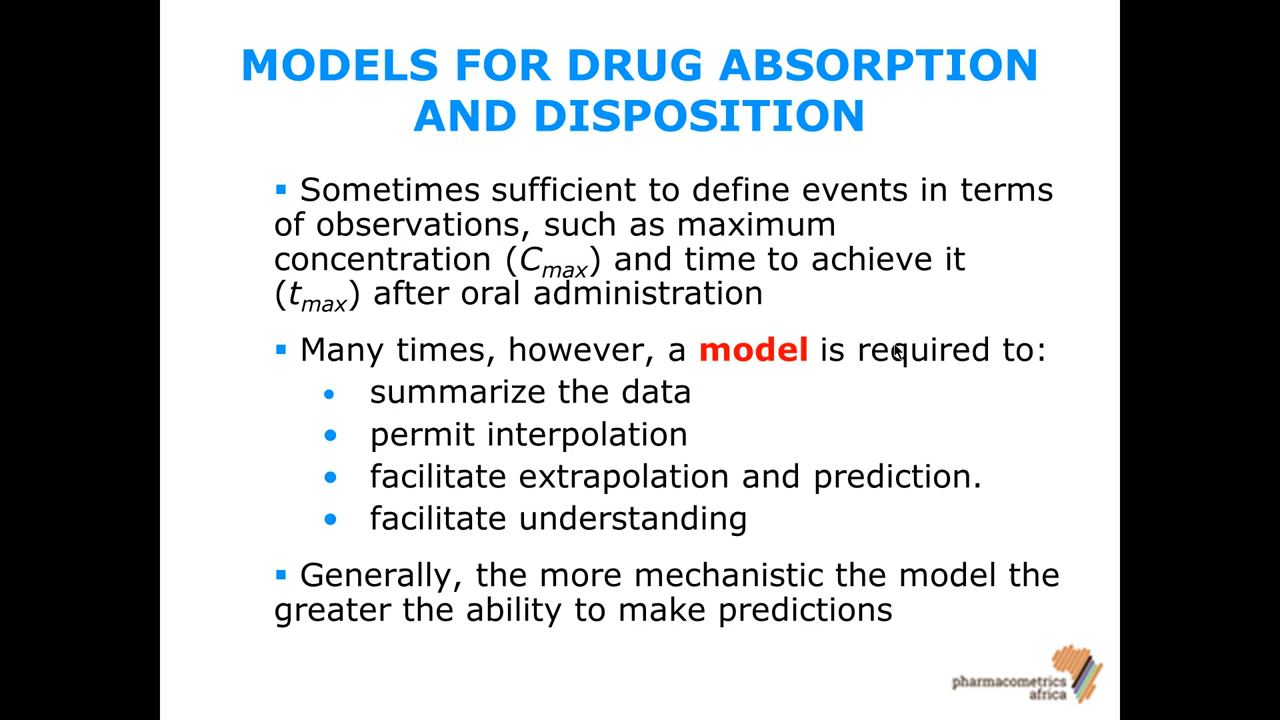 MODELS FOR DRUG ABSORPTION
AND DISPOSITION
▪ Sometimes sufficient to define events in terms
of observations, such as maximum
concentration (Cmax) and time to achieve it
(tmax) after oral administration
▪ Many times, however, a model is required to:
• summarize the data
• permit interpolation
• facilitate extrapolation and prediction.
• facilitate understanding
▪ Generally, the more mechanistic the model the
greater the ability to make predictions
pharmacometrics
africa